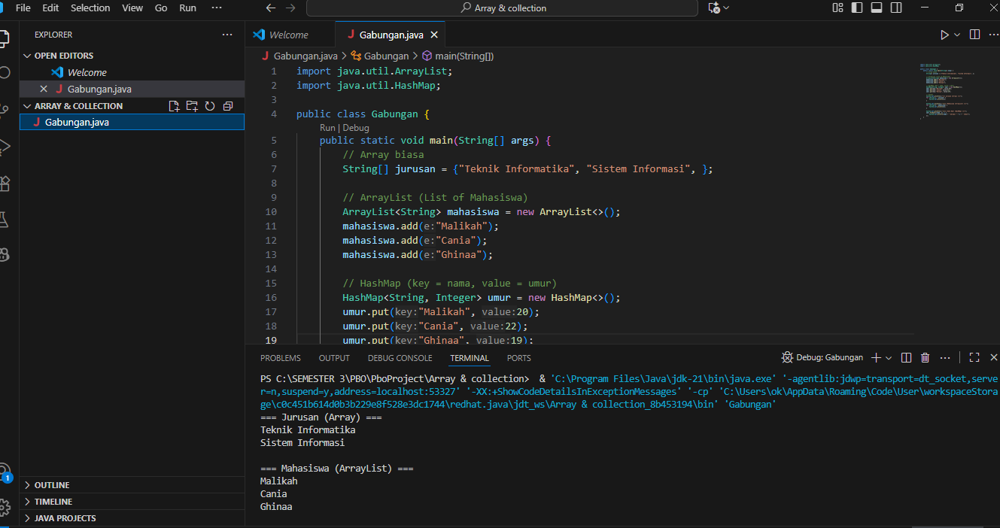 File Edit Selection View Go Run ··· Array & collection
EXPLORER ···
OPEN EDITORS
Welcome
Gabungan.java
ARRAY & COLLECTION
Gabungan.java
OUTLINE
TIMELINE
JAVA PROJECTS
1
Welcome Gabungan.java
Gabungan.java > Gabungan > main(String[])
1 import java.util.ArrayList;
2 import java.util.HashMap;
3
4 public class Gabungan {
Run | Debug
5 public static void main(String[] args) {
6 // Array biasa
7 String[] jurusan = {"Teknik Informatika", "Sistem Informasi", };
8
9 // ArrayList (List of Mahasiswa)
10 ArrayList<String> mahasiswa = new ArrayList<>();
11 mahasiswa.add(e:"Malikah");
12 mahasiswa.add(e:"Cania");
13 mahasiswa.add(e:"Ghinaa");
14
15 // HashMap (key = nama, value = umur)
16 HashMap<String, Integer> umur = new HashMap<>();
17 umur.put(key:"Malikah", value:20);
18 umur.put(key:"Cania", value:22);
19 umur.put(key:"Ghinaa", value:19);
PROBLEMS OUTPUT DEBUG CONSOLE TERMINAL PORTS Debug: Gabungan
PS C:\SEMESTER 3\PBO\PboProject\Array & collection> & 'C:\Program Files\Java\jdk-21\bin\java.exe' '-agentlib:jdwp=transport=dt_socket,serve
r=n,suspend=y,address=localhost:53327' '-XX:+ShowCodeDetailsInExceptionMessages' '-cp' 'C:\Users\ok\AppData\Roaming\Code\User\workspaceStora
ge\c0c451b614d0b3b229e8f528e3dc1744\redhat.java\jdt_ws\Array & collection_8b453194\bin' 'Gabungan'
=== Jurusan (Array) ===
Teknik Informatika
Sistem Informasi
=== Mahasiswa (ArrayList) ===
Malikah
Cania
Ghinaa